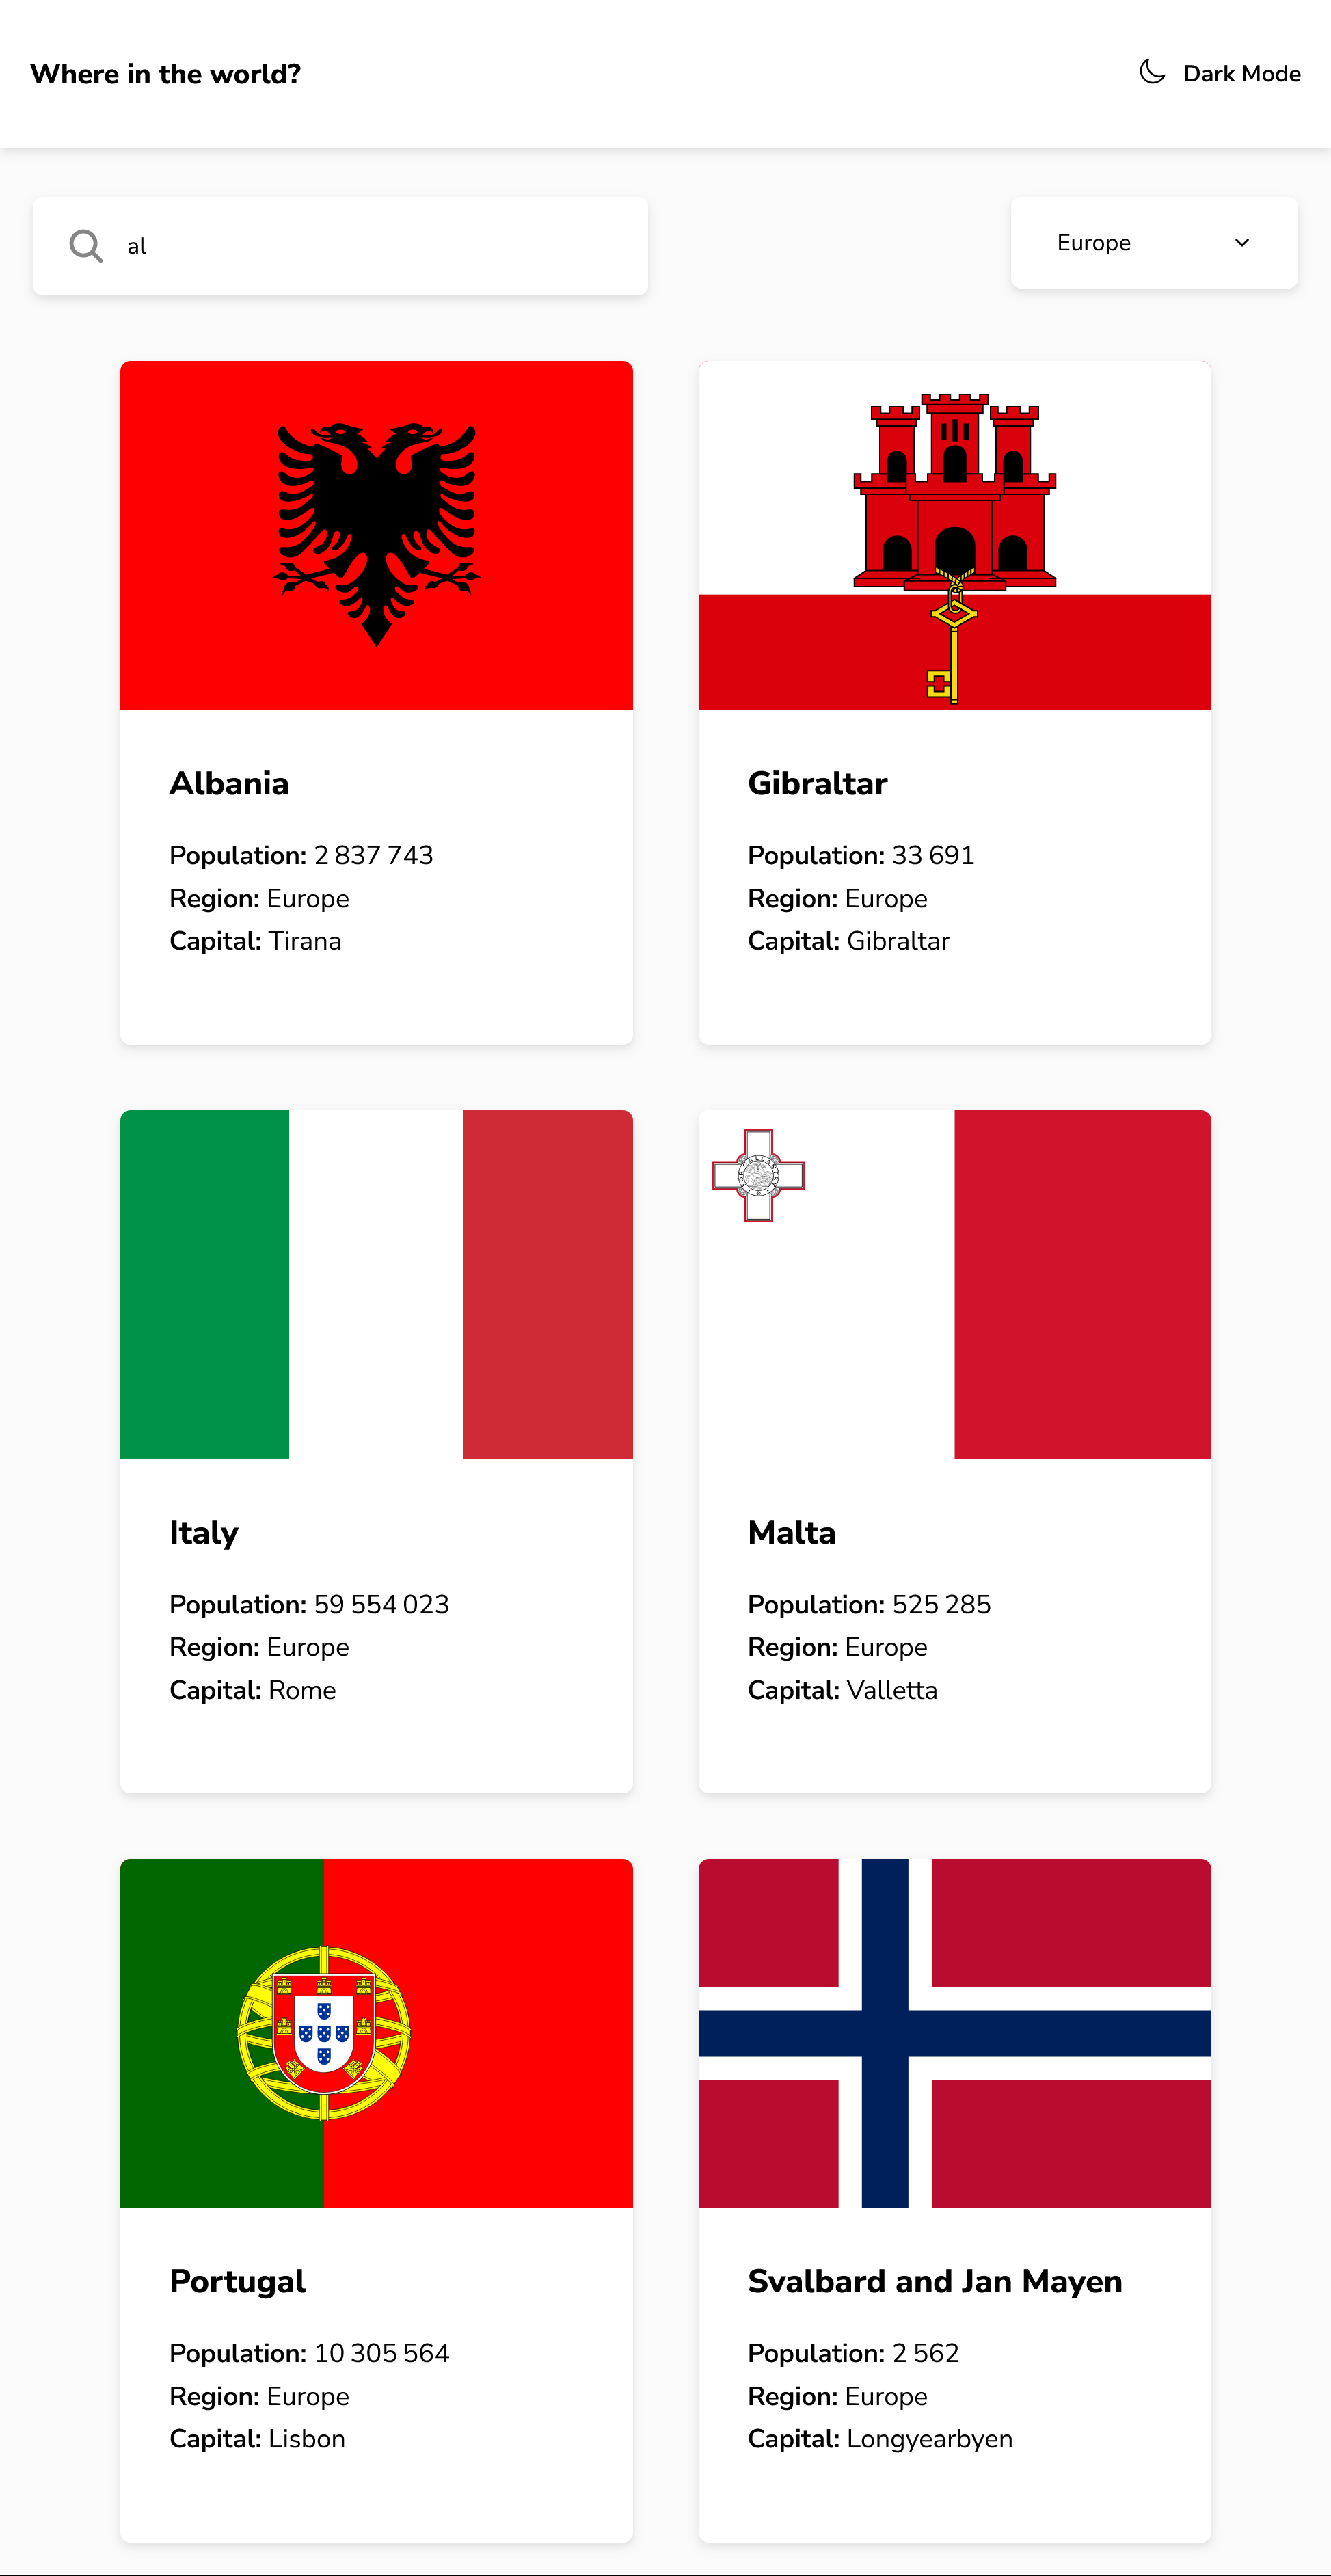 Where in the world?
Dark Mode
al
Europe
Albania
Population: 2 837 743
Region: Europe
Capital: Tirana
Gibraltar
Population: 33 691
Region: Europe
Capital: Gibraltar
Italy
Population: 59 554 023
Region: Europe
Capital: Rome
Malta
Population: 525 285
Region: Europe
Capital: Valletta
Portugal
Population: 10 305 564
Region: Europe
Capital: Lisbon
Svalbard and Jan Mayen
Population: 2 562
Region: Europe
Capital: Longyearbyen